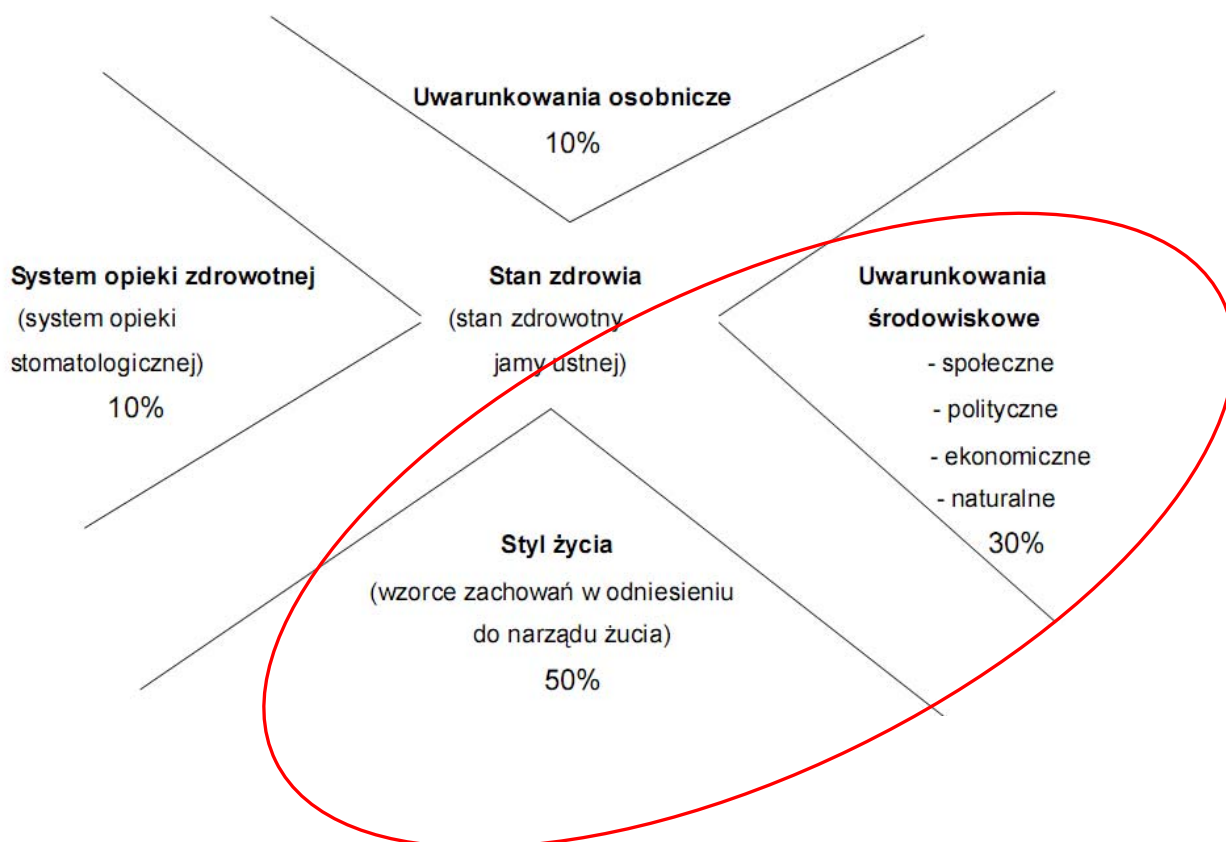 Uwarunkowania osobnicze
10%
System opieki zdrowotnej
(system opieki
stomatologicznej)
10%
Stan zdrowia
(stan zdrowotny
jamy ustnej)
Uwarunkowania
środowiskowe
- społeczne
- polityczne
- ekonomiczne
- naturalne
30%
Styl życia
(wzorce zachowań w odniesieniu
do narządu żucia)
50%